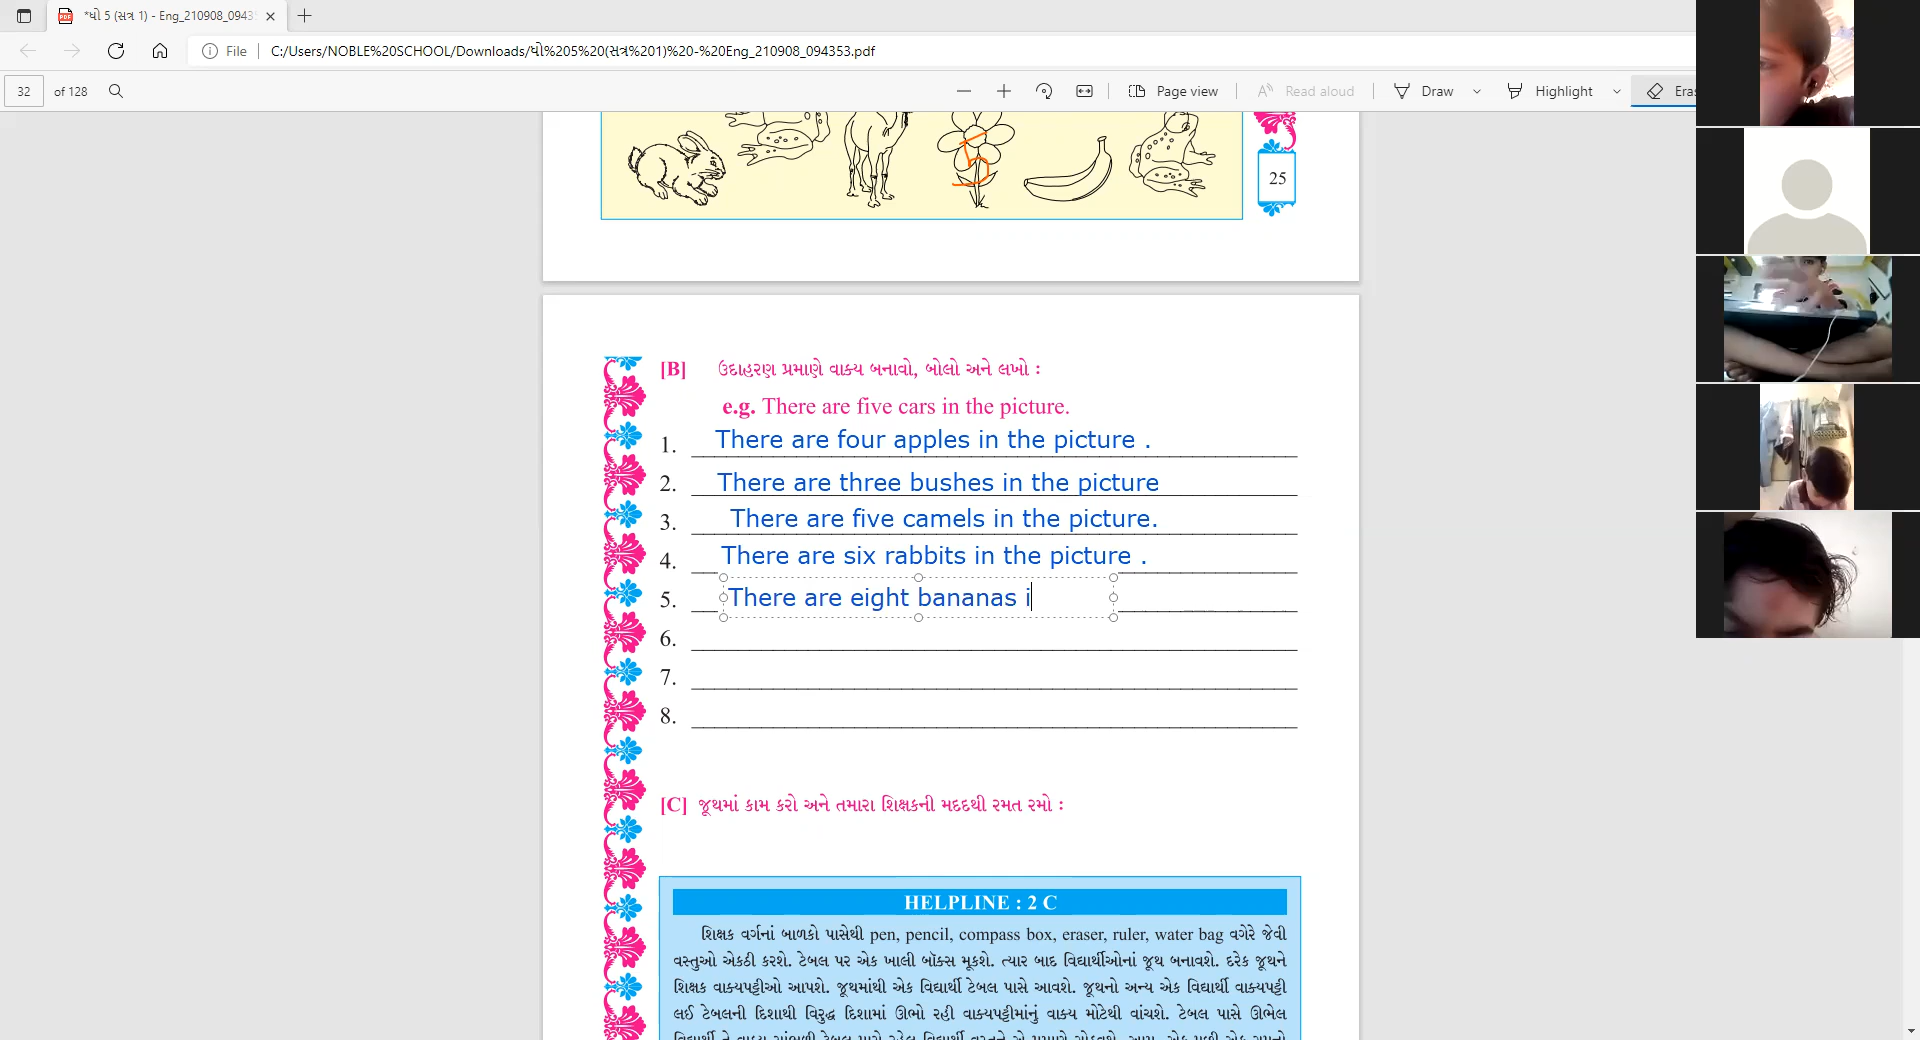 *ધો 5 (સત્ર 1) - Eng_210908_0943
File C:/Users/NOBLE%20SCHOOL/Downloads/ધો%205%20(સત્ર%201)%20-%20Eng_210908_094353.pdf
32 of 128 Page view Read aloud Draw Highlight
5
25
[B] ઉદાહરણ પ્રમાણે વાક્ય બનાવો, બોલો અને લખો :
e.g. There are five cars in the picture.
1. There are four apples in the picture .
2. There are three bushes in the picture
3. There are five camels in the picture.
4. There are six rabbits in the picture .
5. There are eight bananas i
6.
7.
8.
[C] જૂથમાં કામ કરો અને તમારા શિક્ષકની મદદથી રમત રમો :
HELPLINE : 2 C
શિક્ષક વર્ગનાં બાળકો પાસેથી pen, pencil, compass box, eraser, ruler, water bag વગેરે જેવી
વસ્તુઓ એકઠી કરશે. ટેબલ પર એક ખાલી બૉક્સ મૂકશે. ત્યાર બાદ વિદ્યાર્થીઓનાં જૂથ બનાવશે. દરેક જૂથને
શિક્ષક વાક્યપટ્ટીઓ આપશે. જૂથમાંથી એક વિદ્યાર્થી ટેબલ પાસે આવશે. જૂથનો અન્ય એક વિદ્યાર્થી વાક્યપટ્ટી
લઈ ટેબલની દિશાથી વિરુદ્ધ દિશામાં ઊભો રહી વાક્યપટ્ટીમાંનું વાક્ય મોટેથી વાંચશે. ટેબલ પાસે ઊભેલ